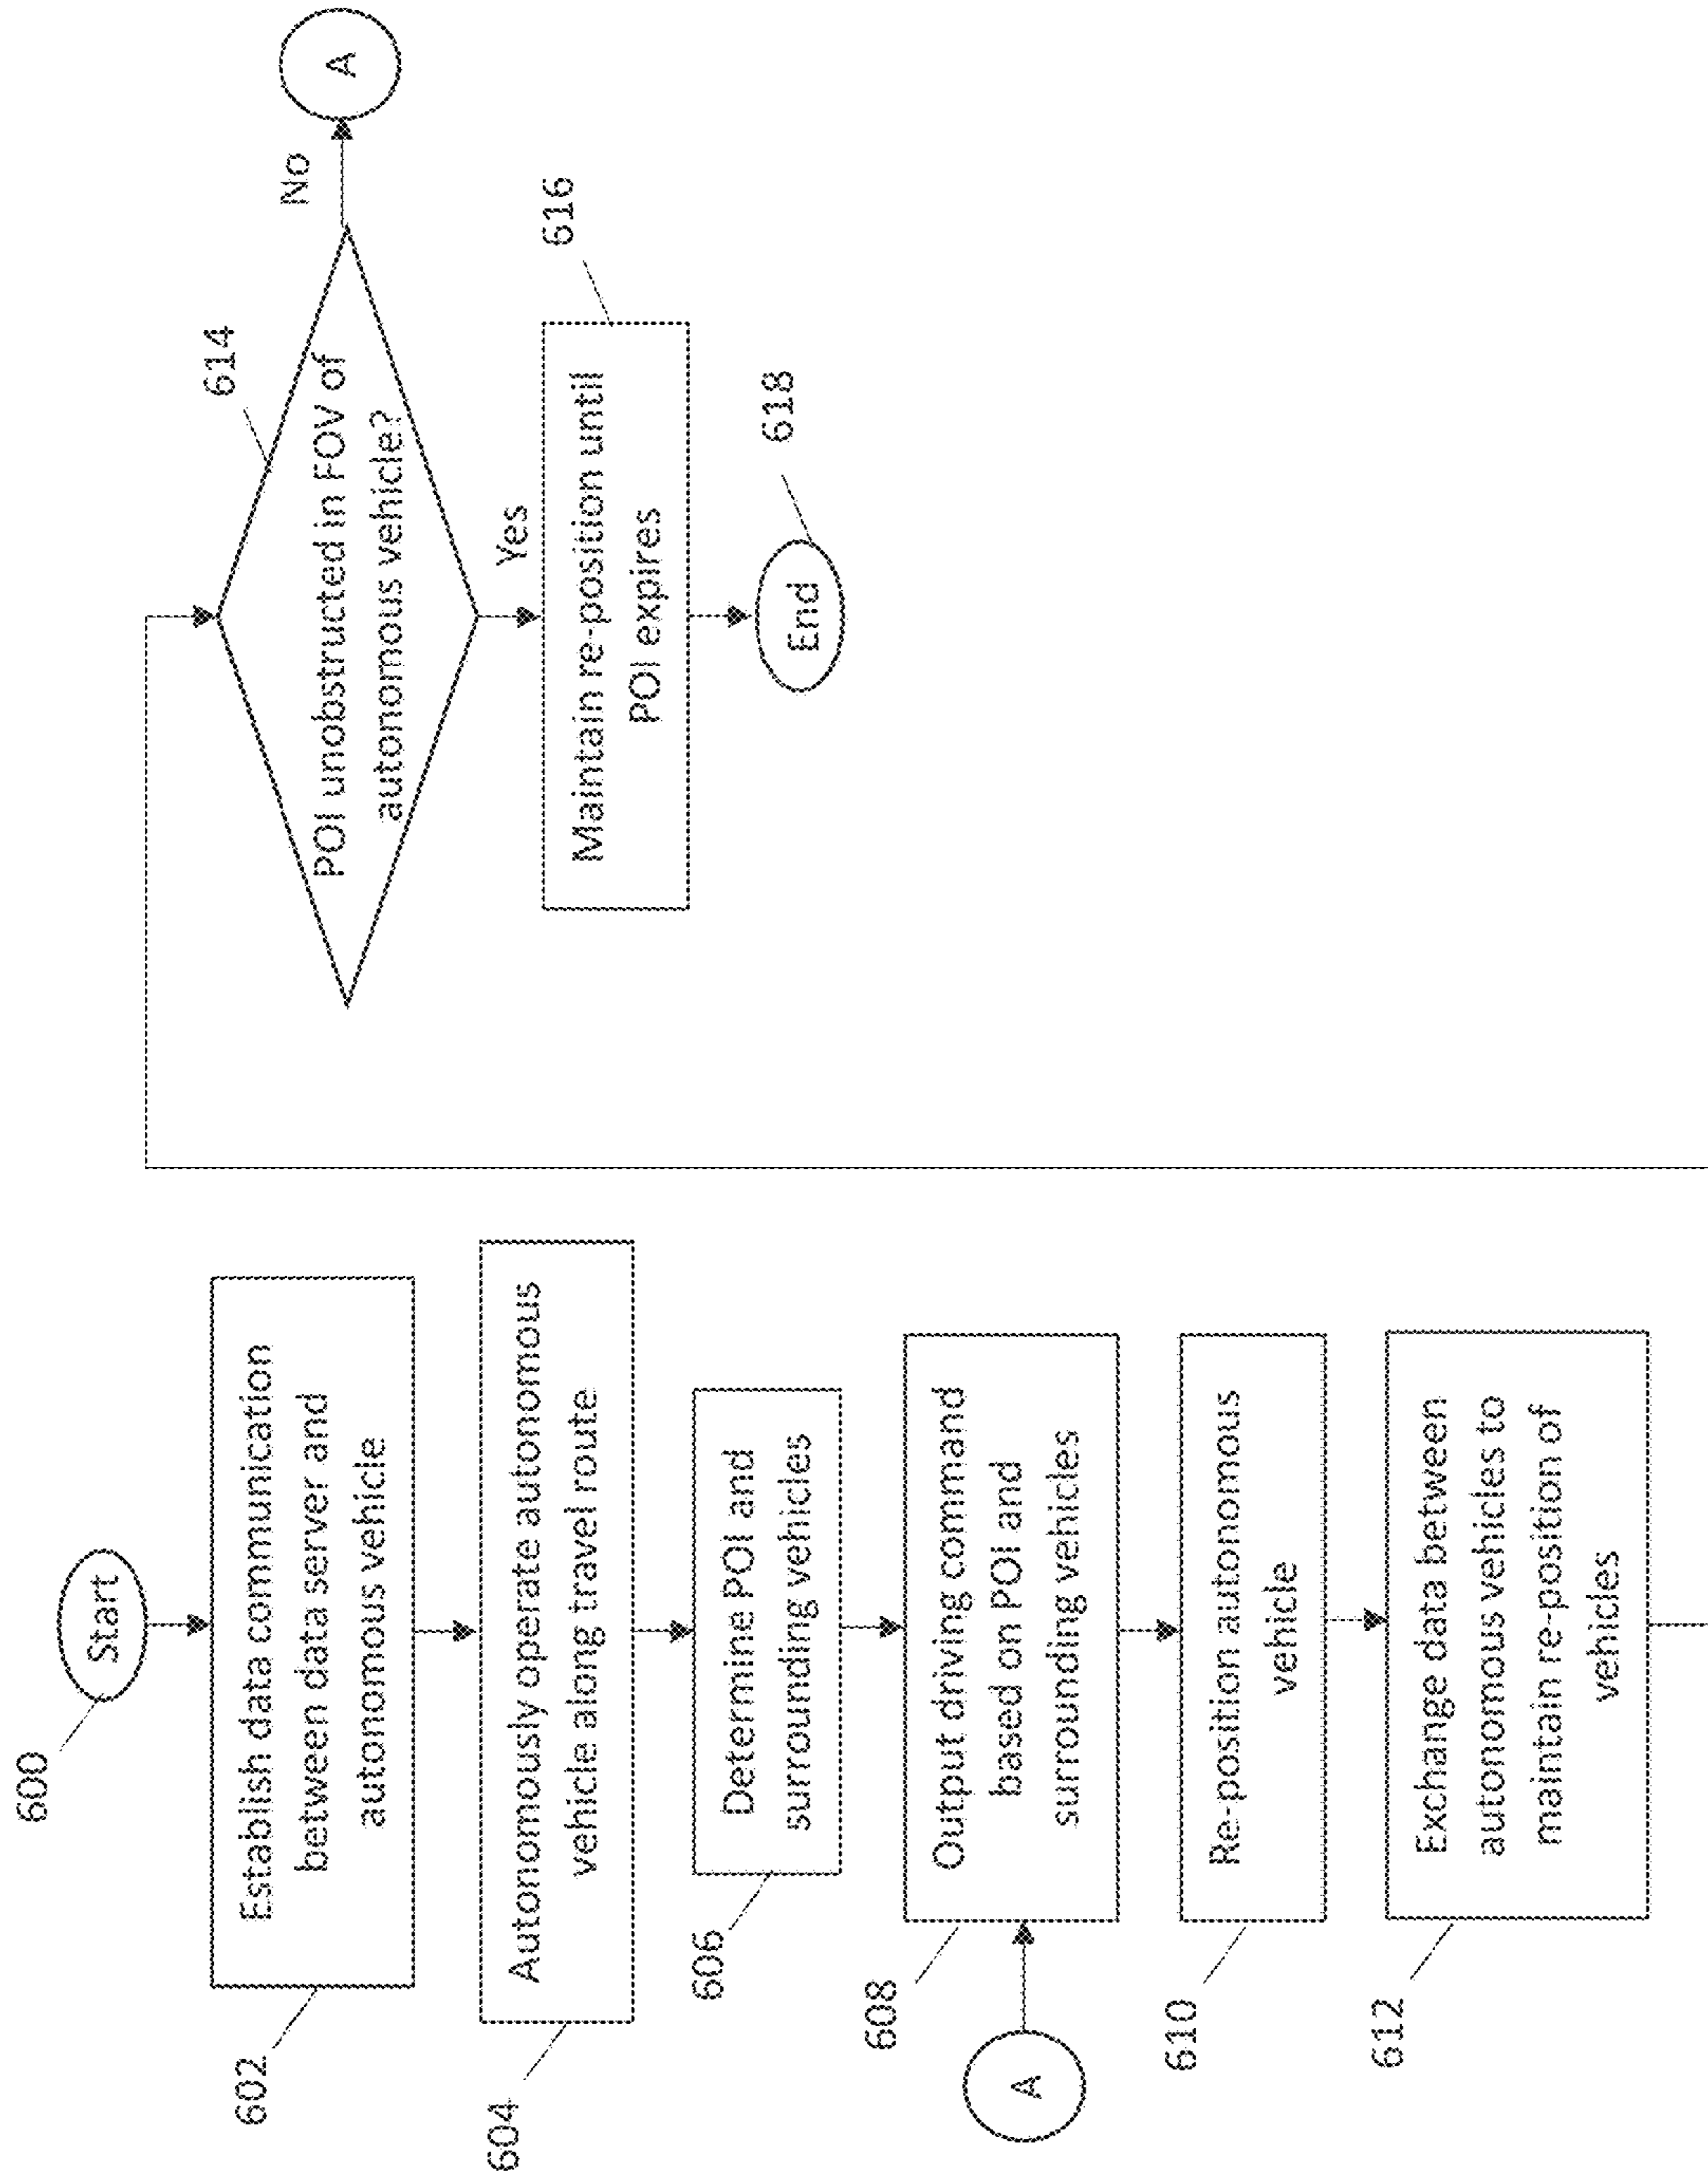 600
Start
602
Establish data communication
between data server and
autonomous vehicle
604
Autonomously operate autonomous
vehicle along travel route
606
Determine POI and
surrounding vehicles
608
A
Output driving command
based on POI and
surrounding vehicles
610
Re-position autonomous
vehicle
612
Exchange data between
autonomous vehicles to
maintain re-position of
vehicles
614
POI unobstructed in FOV of
autonomous vehicle?
No
A
Yes
616
Maintain re-position until
POI expires
618
End